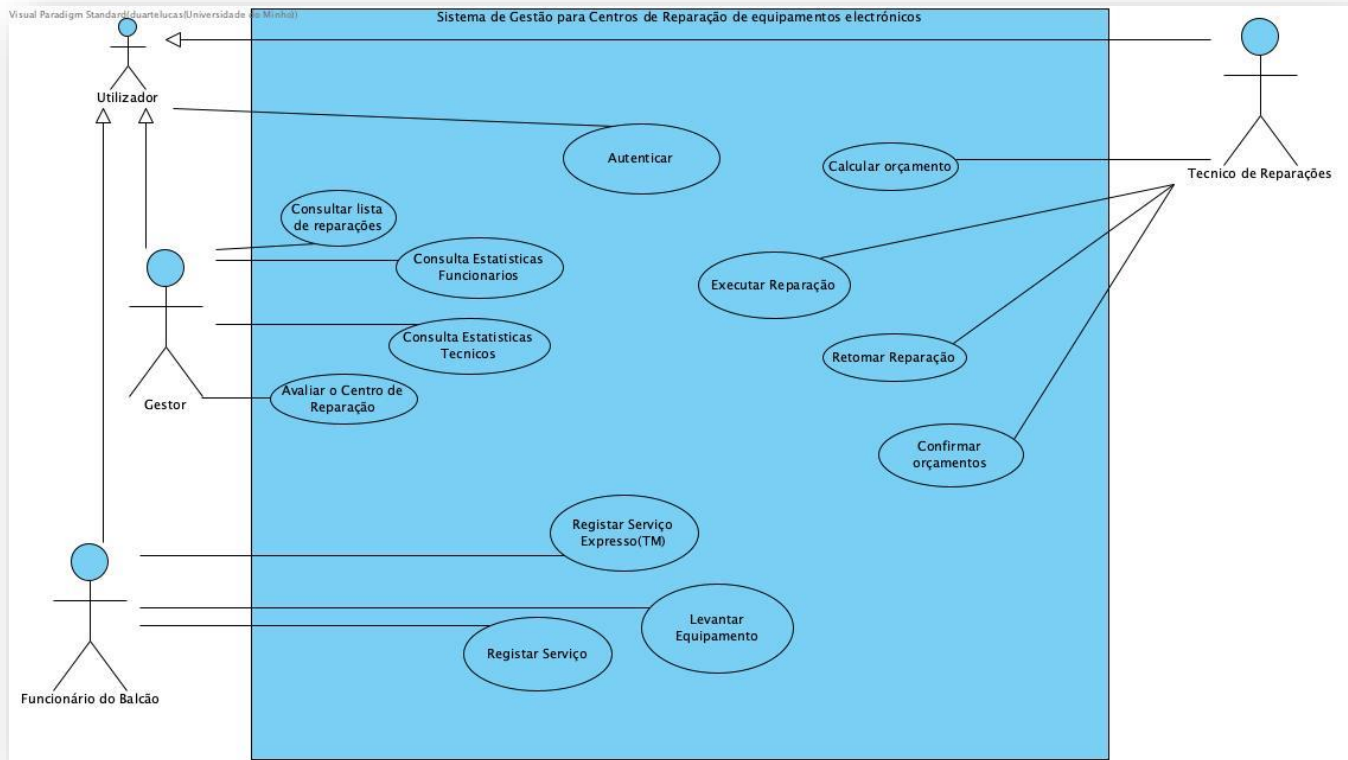 Visual Paradigm Standard(duartelucas(Universidade do Minho))
Sistema de Gestão para Centros de Reparação de equipamentos electrónicos
Utilizador
Autenticar
Calcular orçamento
Tecnico de Reparações
Consultar lista
de reparações
Consulta Estatisticas
Funcionarios
Executar Reparação
Consulta Estatisticas
Tecnicos
Retomar Reparação
Avaliar o Centro de
Reparação
Gestor
Confirmar
orçamentos
Registar Serviço
Expresso(TM)
Levantar
Equipamento
Registar Serviço
Funcionário do Balcão